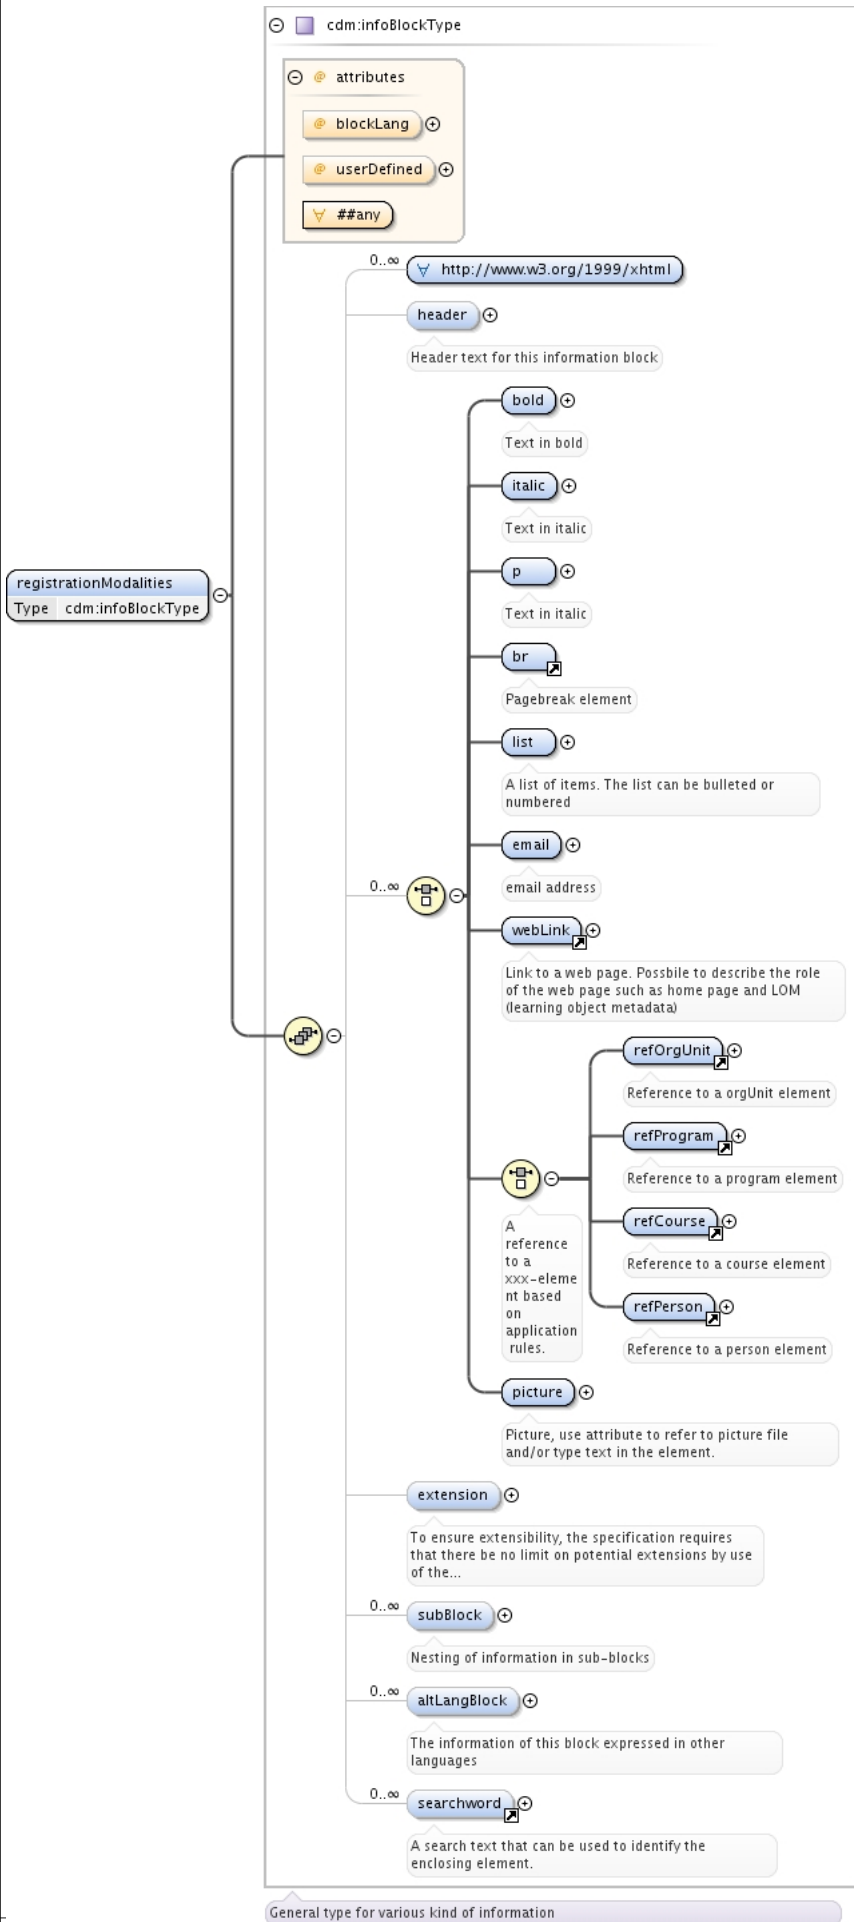 cdm:infoBlockType
attributes
blockLang
userDefined
##any
0..∞
http://www.w3.org/1999/xhtml
header
Header text for this information block
bold
Text in bold
italic
Text in italic
registrationModalities
Type cdm:infoBlockType
p
Text in italic
br
Pagebreak element
list
A list of items. The list can be bulleted or
numbered
email
0..∞
email address
webLink
Link to a web page. Possbile to describe the role
of the web page such as home page and LOM
(learning object metadata)
refOrgUnit
Reference to a orgUnit element
refProgram
Reference to a program element
A
reference
to a
xxx-eleme
nt based
on
application
rules.
refCourse
Reference to a course element
refPerson
Reference to a person element
picture
Picture, use attribute to refer to picture file
and/or type text in the element.
extension
To ensure extensibility, the specification requires
that there be no limit on potential extensions by use
of the...
0..∞
subBlock
Nesting of information in sub-blocks
0..∞
altLangBlock
The information of this block expressed in other
languages
0..∞
searchword
A search text that can be used to identify the
enclosing element.
General type for various kind of information